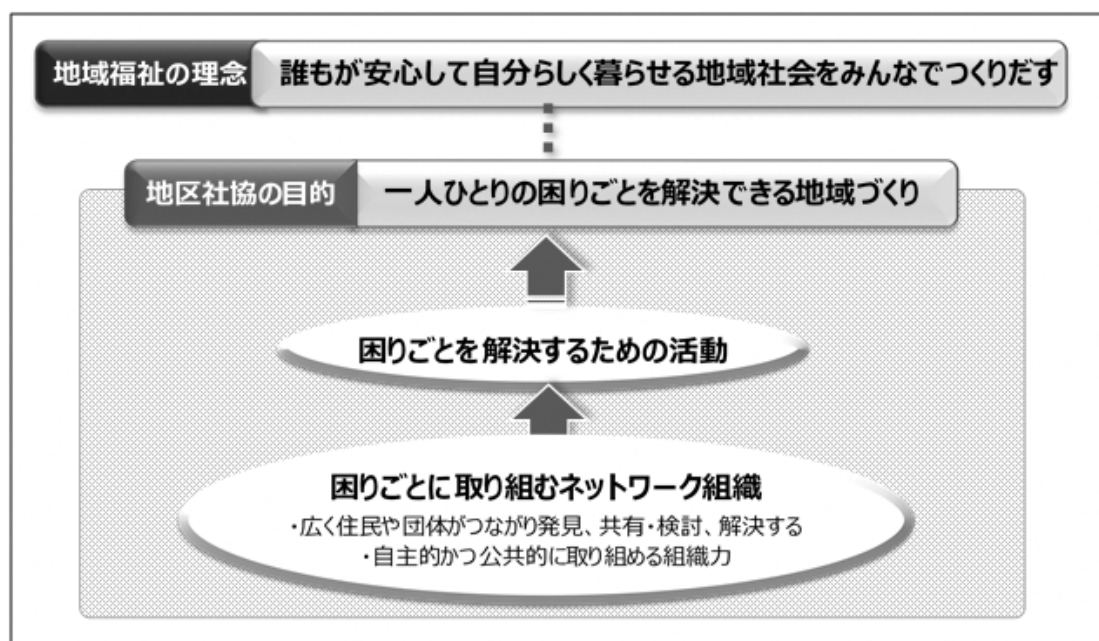 地域福祉の理念 誰もが安心して自分らしく暮らせる地域社会をみんなでつくりだす
地区社協の目的 一人ひとりの困りごとを解決できる地域づくり
困りごとを解決するための活動
困りごとに取り組むネットワーク組織
・広く住民や団体がつながり発見、共有・検討、解決する
・自主的かつ公共的に取り組める組織力